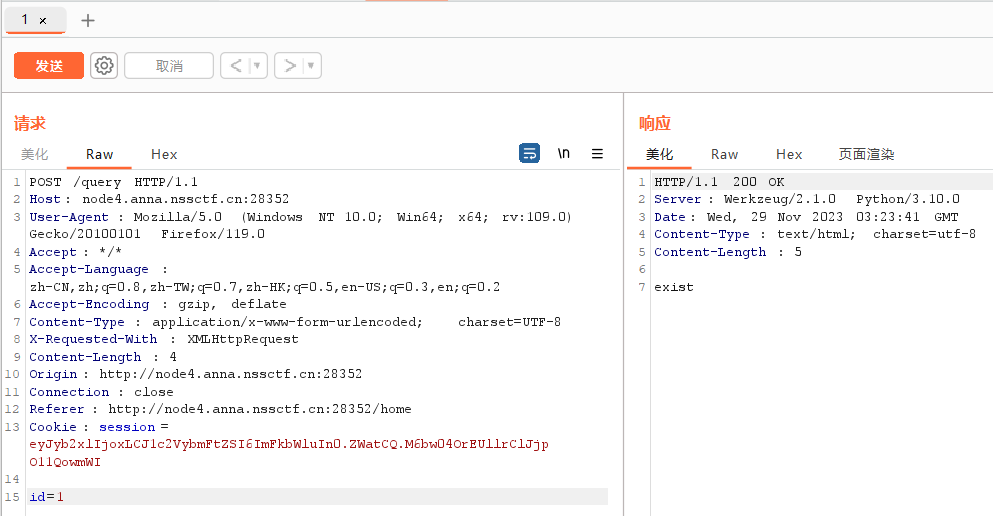 1 ×
+
发送
取消
请求
响应
美化 Raw Hex
\n
美化 Raw Hex 页面渲染
1 POST /query HTTP/1.1
2 Host: node4.anna.nssctf.cn:28352
3 User-Agent: Mozilla/5.0 (Windows NT 10.0; Win64; x64; rv:109.0)
Gecko/20100101 Firefox/119.0
4 Accept: */*
5 Accept-Language :
zh-CN,zh;q=0.8,zh-TW;q=0.7,zh-HK;q=0.5,en-US;q=0.3,en;q=0.2
6 Accept-Encoding : gzip, deflate
7 Content-Type : application/x-www-form-urlencoded; charset=UTF-8
8 X-Requested-With : XMLHttpRequest
9 Content-Length : 4
10 Origin: http://node4.anna.nssctf.cn:28352
11 Connection : close
12 Referer: http://node4.anna.nssctf.cn:28352/home
13 Cookie: session=
eyJyb2xlIjoxLCJ1c2VybmFtZSI6ImFkbWluIn0.ZWatCQ.M6bw04OrEUllrClJjp
O11QowmWI
14
15 id=1
1 HTTP/1.1 200 OK
2 Server: Werkzeug/2.1.0 Python/3.10.0
3 Date: Wed, 29 Nov 2023 03:23:41 GMT
4 Content-Type : text/html; charset=utf-8
5 Content-Length : 5
6
7 exist